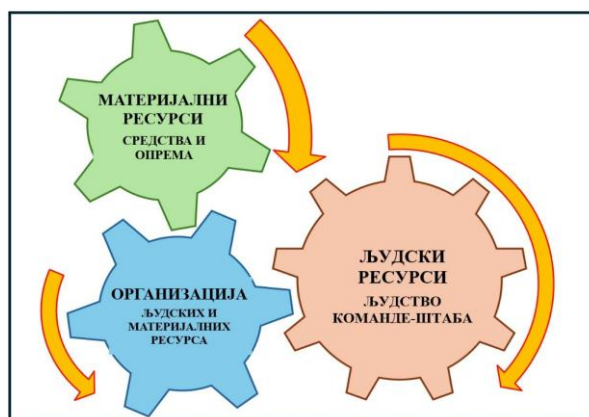 МАТЕРИЈАЛНИ
РЕСУРСИ
СРЕДСТВА И
ОПРЕМА
ОРГАНИЗАЦИЈА
ЉУДСКИХ И
МАТЕРИЈАЛНИХ
РЕСУРСА
ЉУДСКИ
РЕСУРСИ
ЉУДСТВО
КОМАНДЕ-ШТАБА